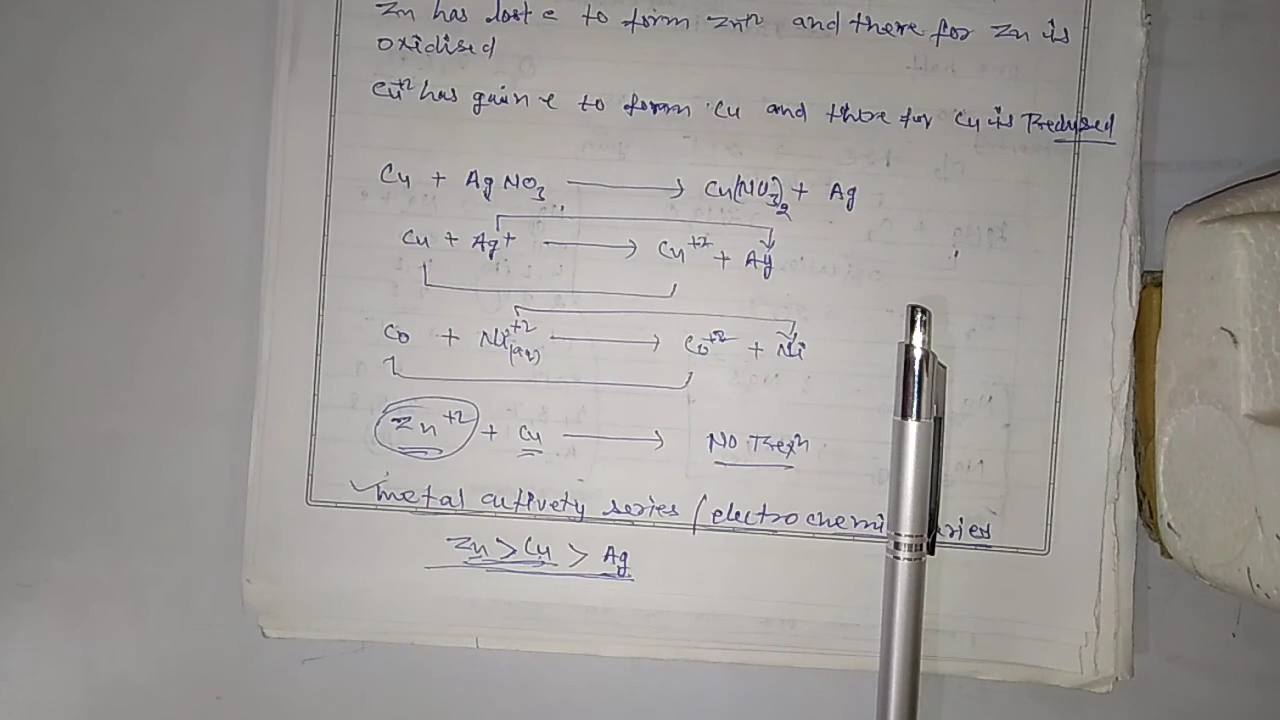 Zn has lost e to form Zn+2 and there for Zn is
oxidised
Cu+2 has gain e to form Cu and there for Cu is Reduced
Cu + AgNO3 ⟶ Cu(NO3)2 + Ag
Cu + Ag+ ⟶ Cu+2 + Ag
Co + Ni+2(aq) ⟶ Co+2 + Ni
Zn+2 + Cu ⟶ No Rexn
✓metal cutivety series / electrochemi
Zn > Cu > Ag